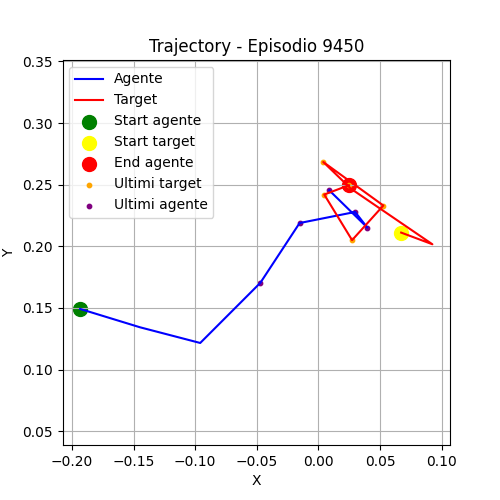 Trajectory - Episodio 9450
Agente
Target
Start agente
Start target
End agente
Ultimi target
Ultimi agente
Y
0.35
0.30
0.25
0.20
0.15
0.10
0.05
−0.20
−0.15
−0.10
−0.05
0.00
0.05
0.10
X